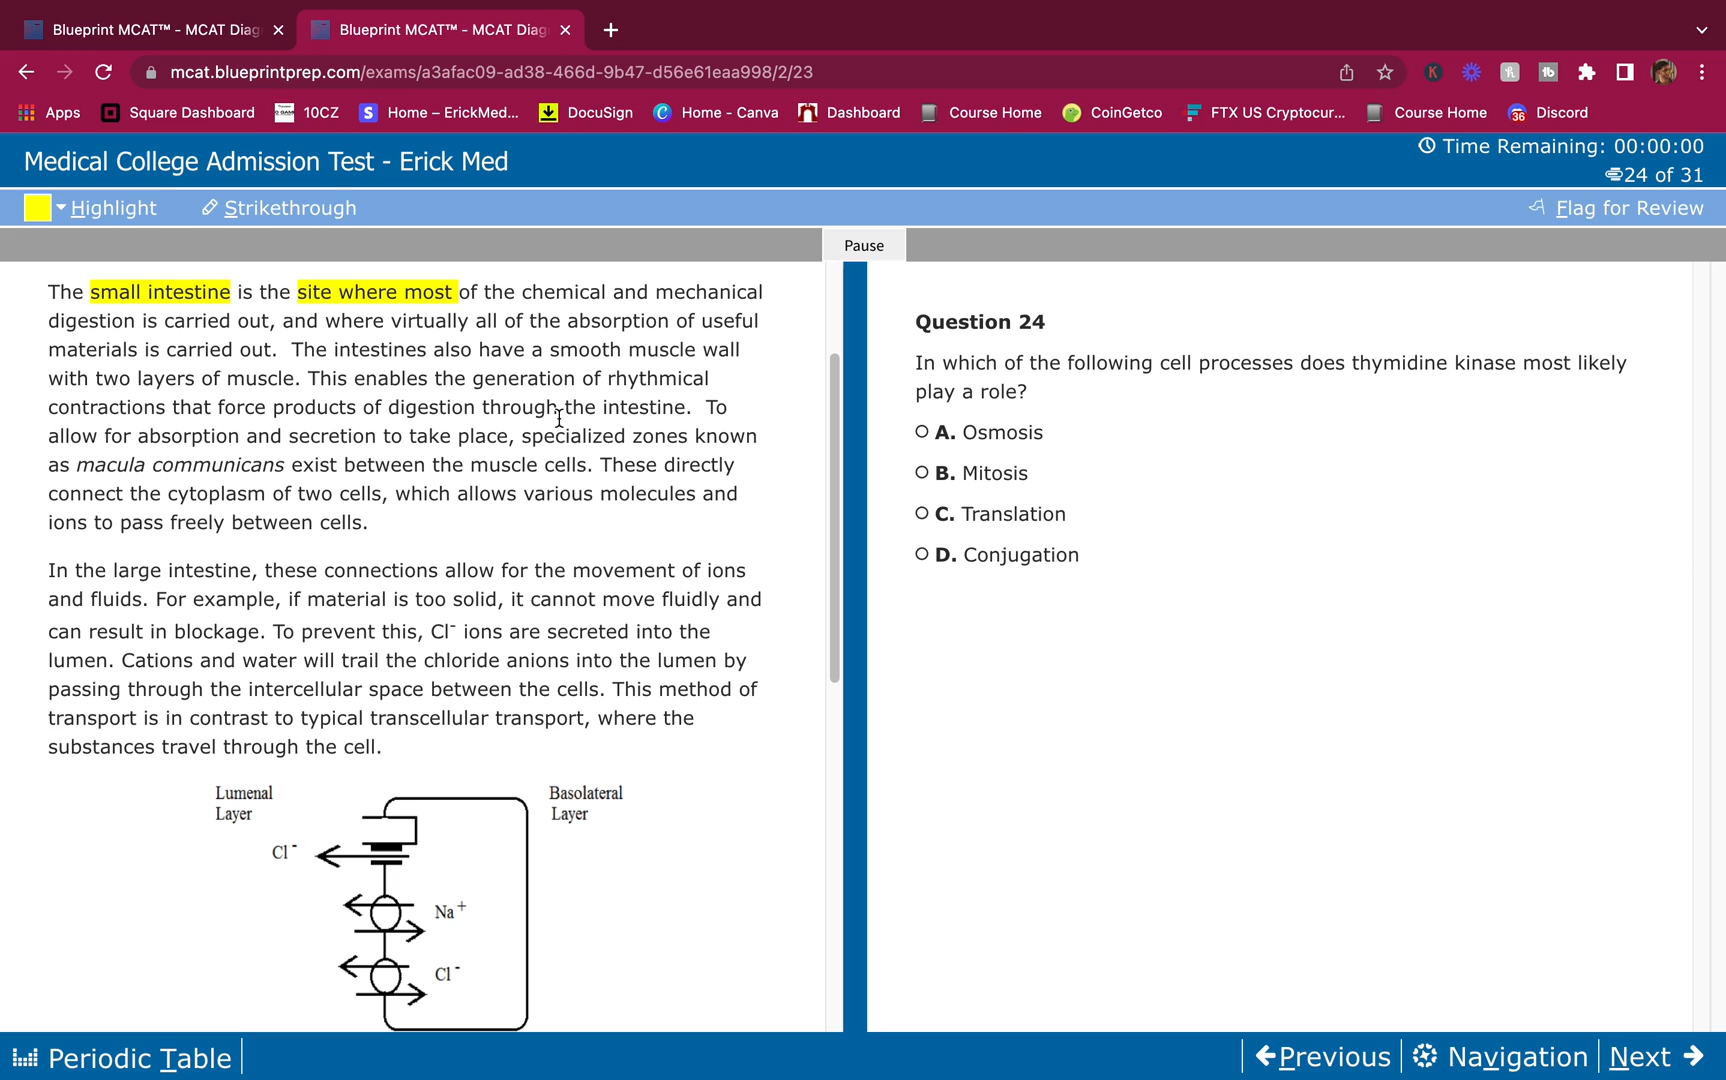 Blueprint MCAT™ - MCAT Diag
Blueprint MCAT™ - MCAT Diag
mcat.blueprintprep.com/exams/a3afac09-ad38-466d-9b47-d56e61eaa998/2/23
Apps Square Dashboard 10CZ Home – ErickMed... DocuSign Home - Canva Dashboard Course Home CoinGetco FTX US Cryptocur... Course Home Discord
Medical College Admission Test - Erick Med
Time Remaining: 00:00:00
24 of 31
Highlight Strikethrough Flag for Review
Pause
The small intestine is the site where most of the chemical and mechanical
digestion is carried out, and where virtually all of the absorption of useful
materials is carried out. The intestines also have a smooth muscle wall
with two layers of muscle. This enables the generation of rhythmical
contractions that force products of digestion through the intestine. To
allow for absorption and secretion to take place, specialized zones known
as macula communicans exist between the muscle cells. These directly
connect the cytoplasm of two cells, which allows various molecules and
ions to pass freely between cells.
In the large intestine, these connections allow for the movement of ions
and fluids. For example, if material is too solid, it cannot move fluidly and
can result in blockage. To prevent this, Cl⁻ ions are secreted into the
lumen. Cations and water will trail the chloride anions into the lumen by
passing through the intercellular space between the cells. This method of
transport is in contrast to typical transcellular transport, where the
substances travel through the cell.
Lumenal
Layer
Basolateral
Layer
Cl⁻
Na⁺
Cl⁻
Question 24
In which of the following cell processes does thymidine kinase most likely
play a role?
A. Osmosis
B. Mitosis
C. Translation
D. Conjugation
Periodic Table
Previous Navigation Next